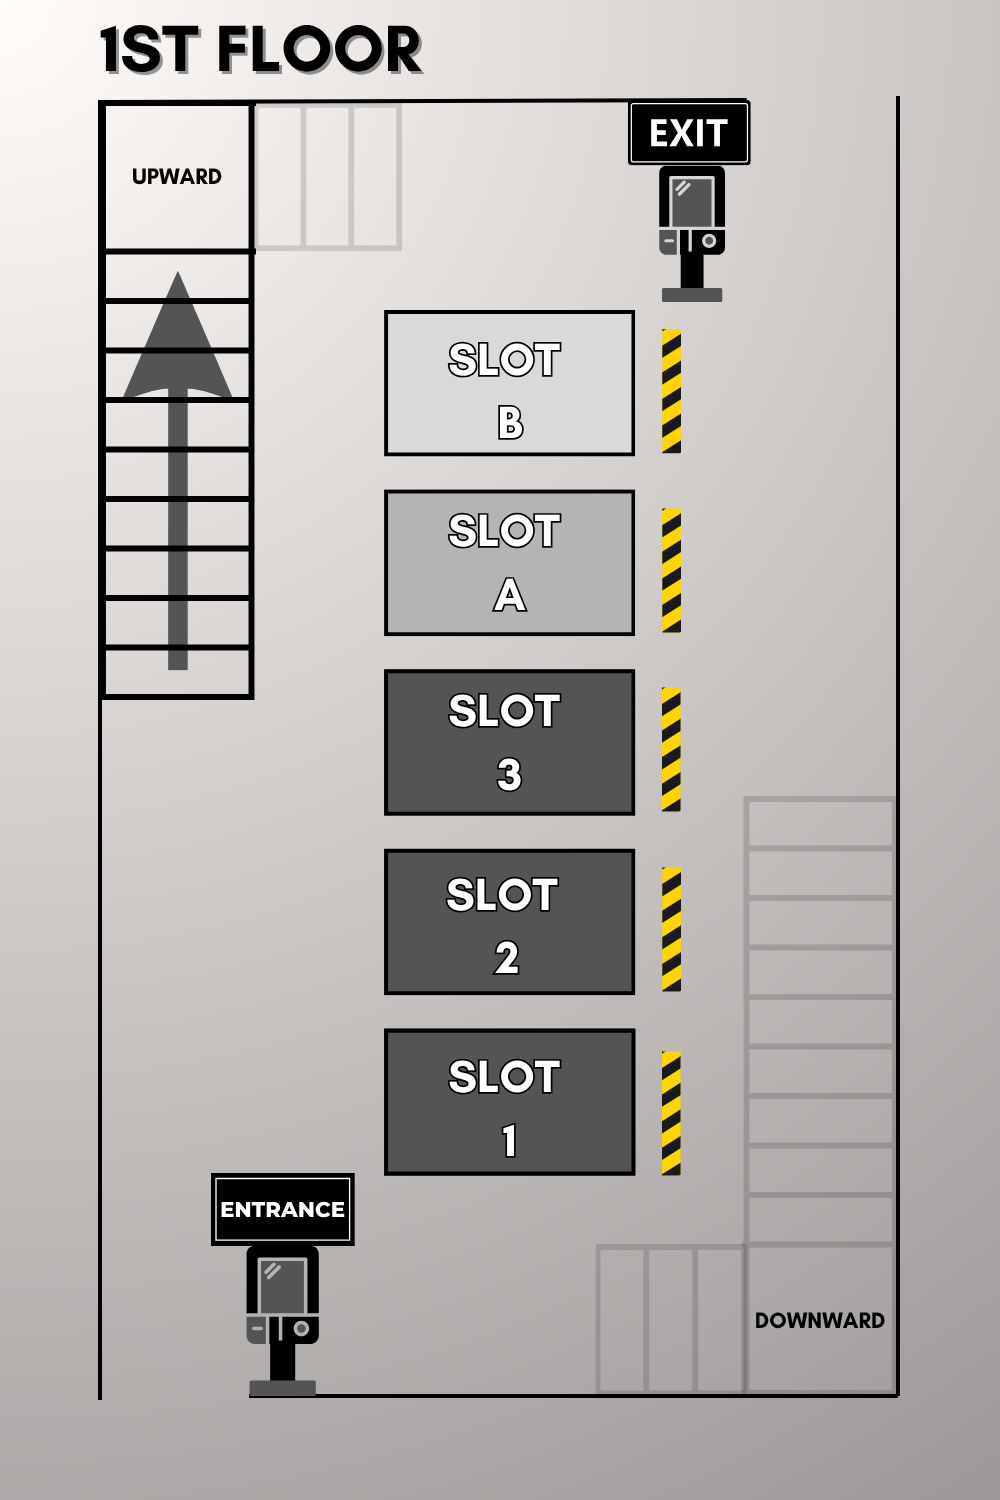 1ST FLOOR
EXIT
UPWARD
SLOT
B
SLOT
A
SLOT
3
SLOT
2
SLOT
1
ENTRANCE
DOWNWARD